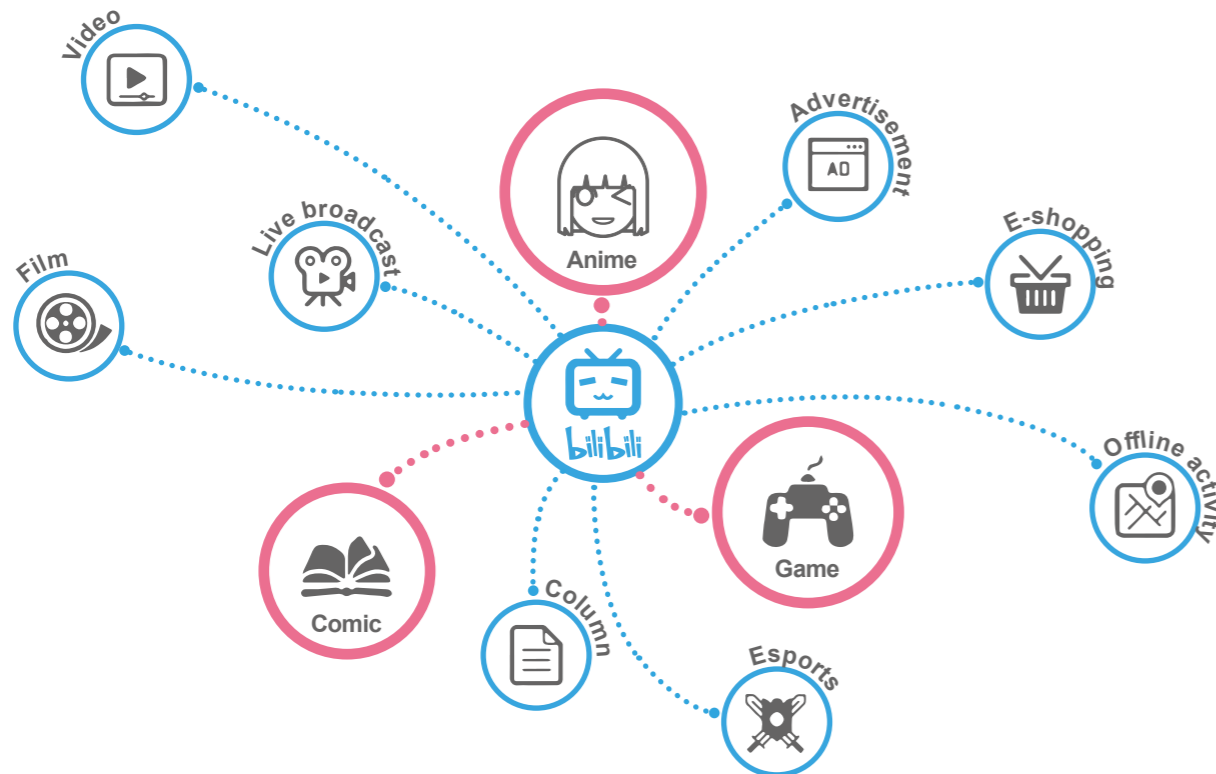 Video
Advertisement
AD
Anime
Live broadcast
E-shopping
Film
bilibili
Offline activity
Game
Comic
Column
Esports